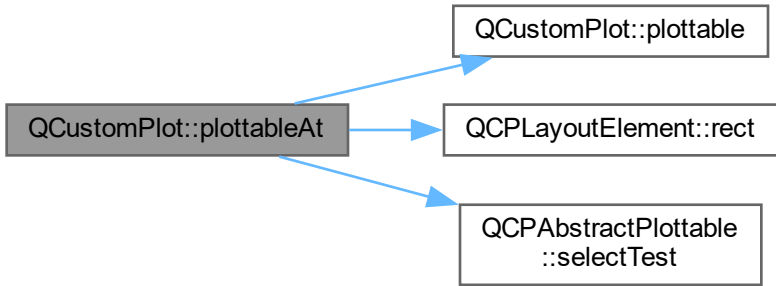 QCustomPlot::plottable
QCustomPlot::plottableAt
QCPLayoutElement::rect
QCPAbstractPlottable
::selectTest